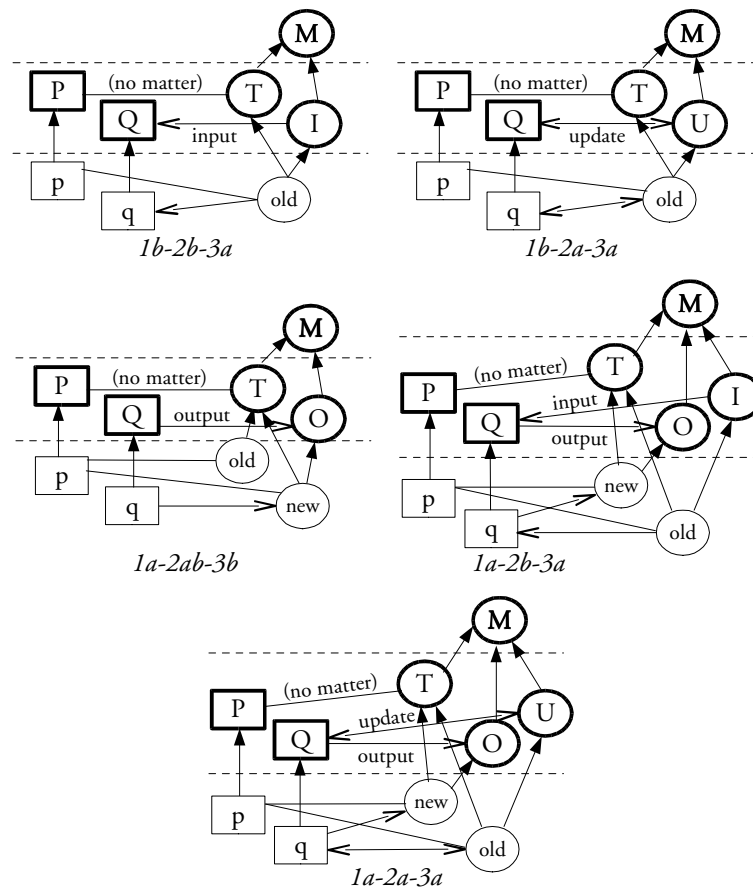 M
P (no matter) T
Q input I
p old
q
1b-2b-3a
M
P (no matter) T
Q update U
p old
q
1b-2a-3a
M
P (no matter) T
Q output O
old
p
q new
1a-2ab-3b
M
P (no matter) T
input I
Q output O
p new
q old
1a-2b-3a
M
P (no matter) T
update U
Q output O
p new
q old
1a-2a-3a